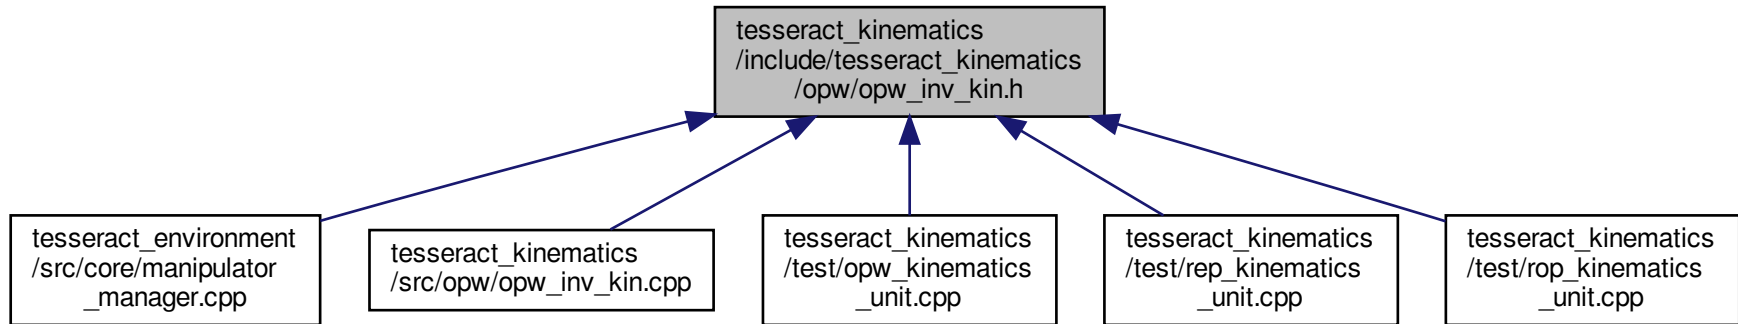 tesseract_kinematics
/include/tesseract_kinematics
/opw/opw_inv_kin.h
tesseract_environment
/src/core/manipulator
_manager.cpp
tesseract_kinematics
/src/opw/opw_inv_kin.cpp
tesseract_kinematics
/test/opw_kinematics
_unit.cpp
tesseract_kinematics
/test/rep_kinematics
_unit.cpp
tesseract_kinematics
/test/rop_kinematics
_unit.cpp